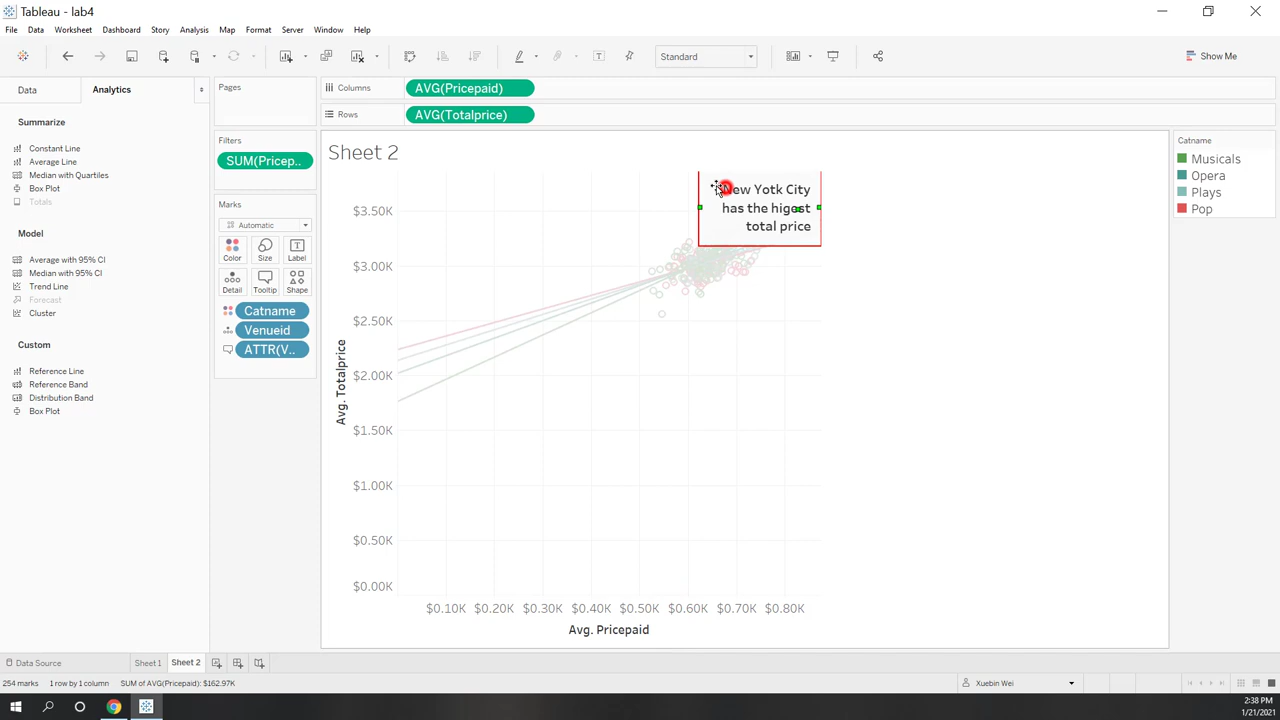 Tableau - lab4
File Data Worksheet Dashboard Story Analysis Map Format Server Window Help
Standard
Show Me
Data Analytics
Summarize
Constant Line
Average Line
Median with Quartiles
Box Plot
Totals
Model
Average with 95% CI
Median with 95% CI
Trend Line
Forecast
Cluster
Custom
Reference Line
Reference Band
Distribution Band
Box Plot
Pages
Filters
SUM(Pricep..
Marks
Automatic
Color Size Label
Detail Tooltip Shape
Catname
Venueid
ATTR(V..
Columns AVG(Pricepaid)
Rows AVG(Totalprice)
Sheet 2
New Yotk City
has the higest
total price
$3.50K
$3.00K
$2.50K
$2.00K
$1.50K
$1.00K
$0.50K
$0.00K
Avg. Totalprice
$0.10K $0.20K $0.30K $0.40K $0.50K $0.60K $0.70K $0.80K
Avg. Pricepaid
Catname
Musicals
Opera
Plays
Pop
Data Source Sheet 1 Sheet 2
254 marks 1 row by 1 column SUM of AVG(Pricepaid): $162.97K Xuebin Wei
2:38 PM
1/21/2021